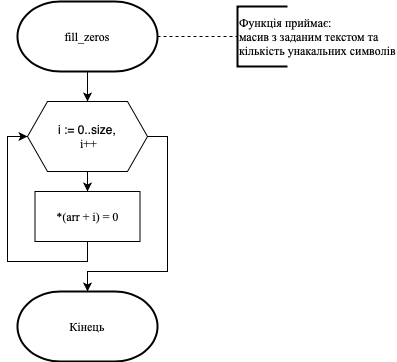 fill_zeros
Функція приймає:
масив з заданим текстом та
кількість унакальних символів
i := 0..size,
i++
*(arr + i) = 0
Кінець